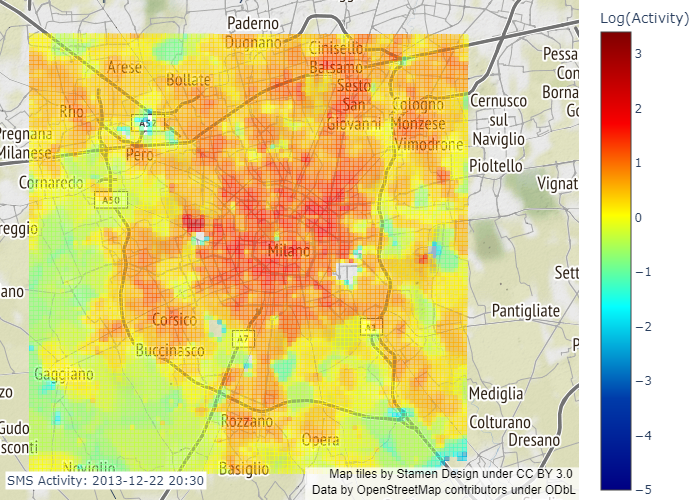 Paderno
Dugnano
Cinisello
Balsamo
Arese
Bollate
Sesto
San
Giovanni
Rho
A52
Cologno
Monzese
Vimodrone
Pero
Pregnana
Milanese
Cernusco
sul
Naviglio
Pioltello
Pessa
Con
Borna
Go
Cornaredo
A50
Vignat
reggio
Milano
Sett
ano
Pantigliate
Corsico
A7
A1
Buccinasco
P
Gaggiano
zo
Mediglia
Rozzano
Colturano
Gudo
sconti
Opera
Dresano
Noviglio
Basiglio
SMS Activity: 2013-12-22 20:30
Map tiles by Stamen Design under CC BY 3.0
Data by OpenStreetMap contributors under ODbL
Log(Activity)
3
2
1
0
−1
−2
−3
−4
−5